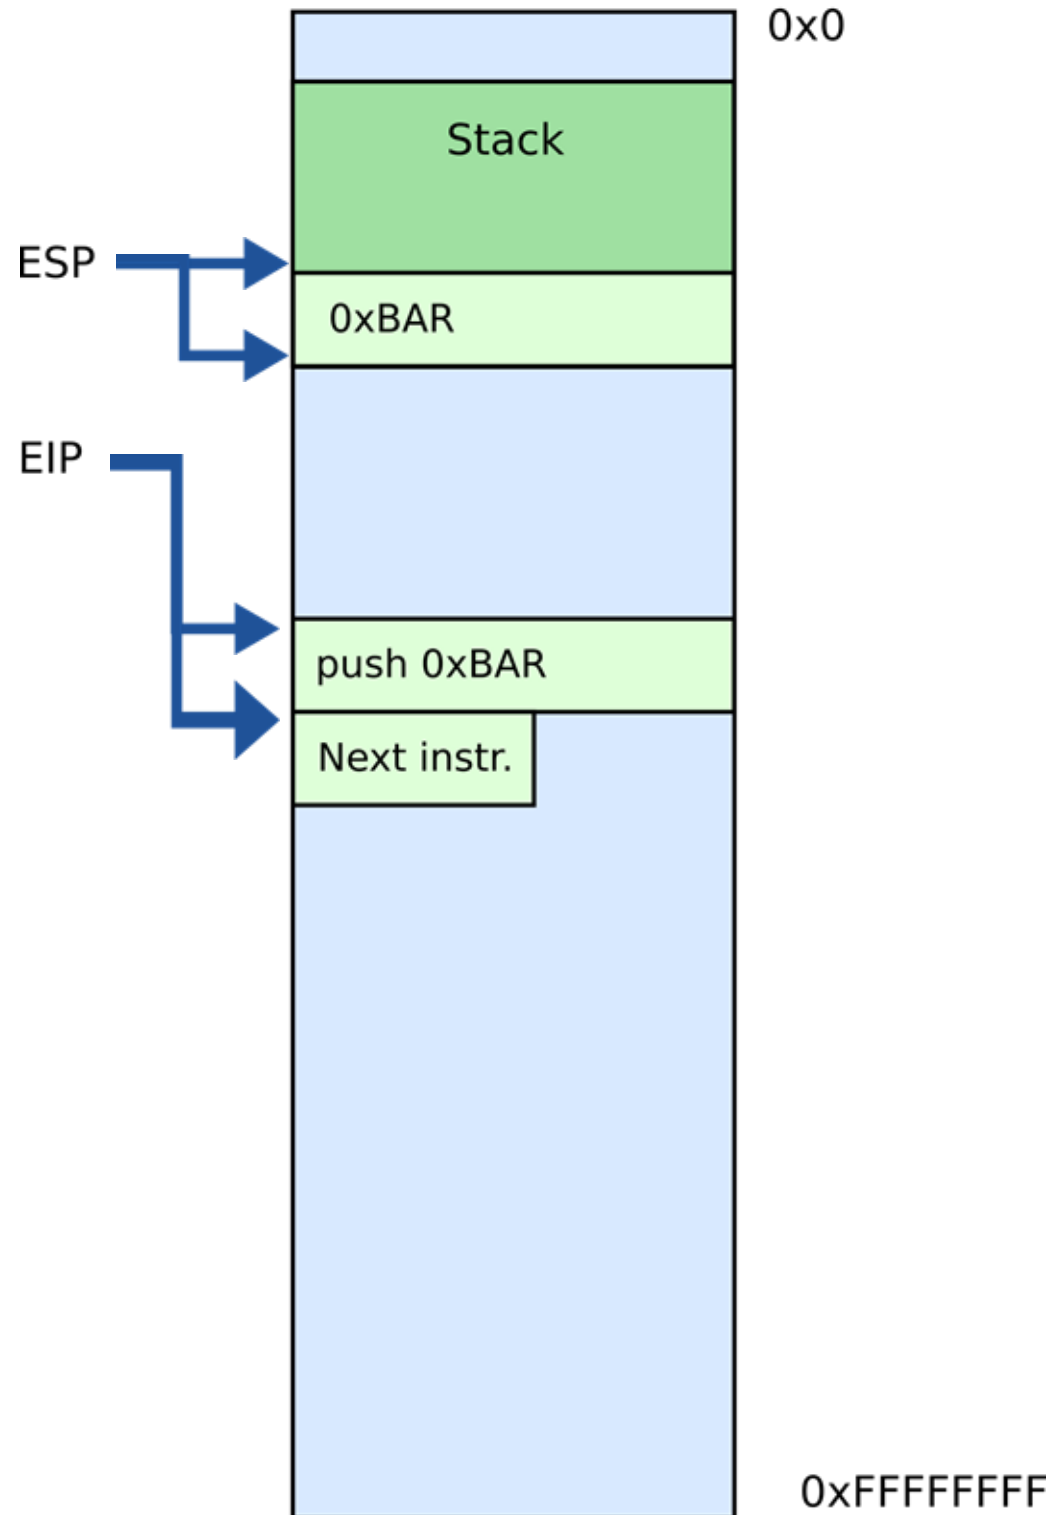 0x0
Stack
ESP
0xBAR
EIP
push 0xBAR
Next instr.
0xFFFFFFFF